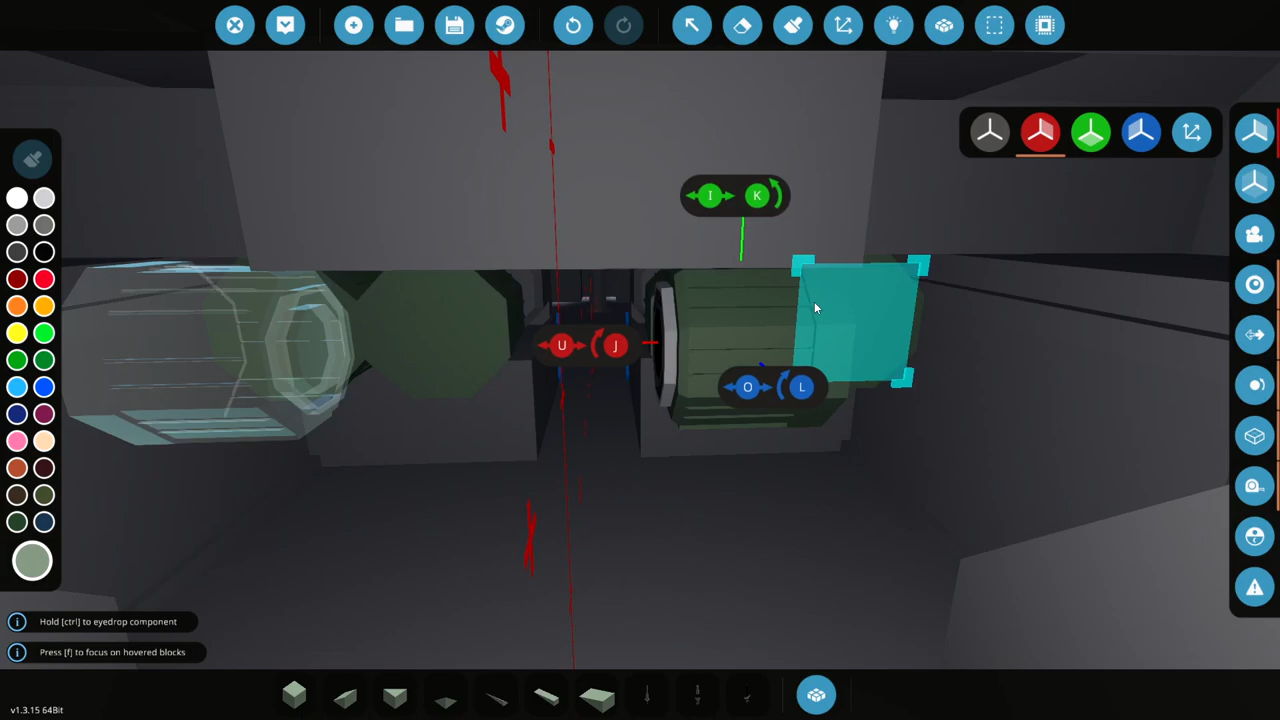 I K
U J
O L
Hold [ctrl] to eyedrop component
Press [f] to focus on hovered blocks
v1.3.15 64Bit